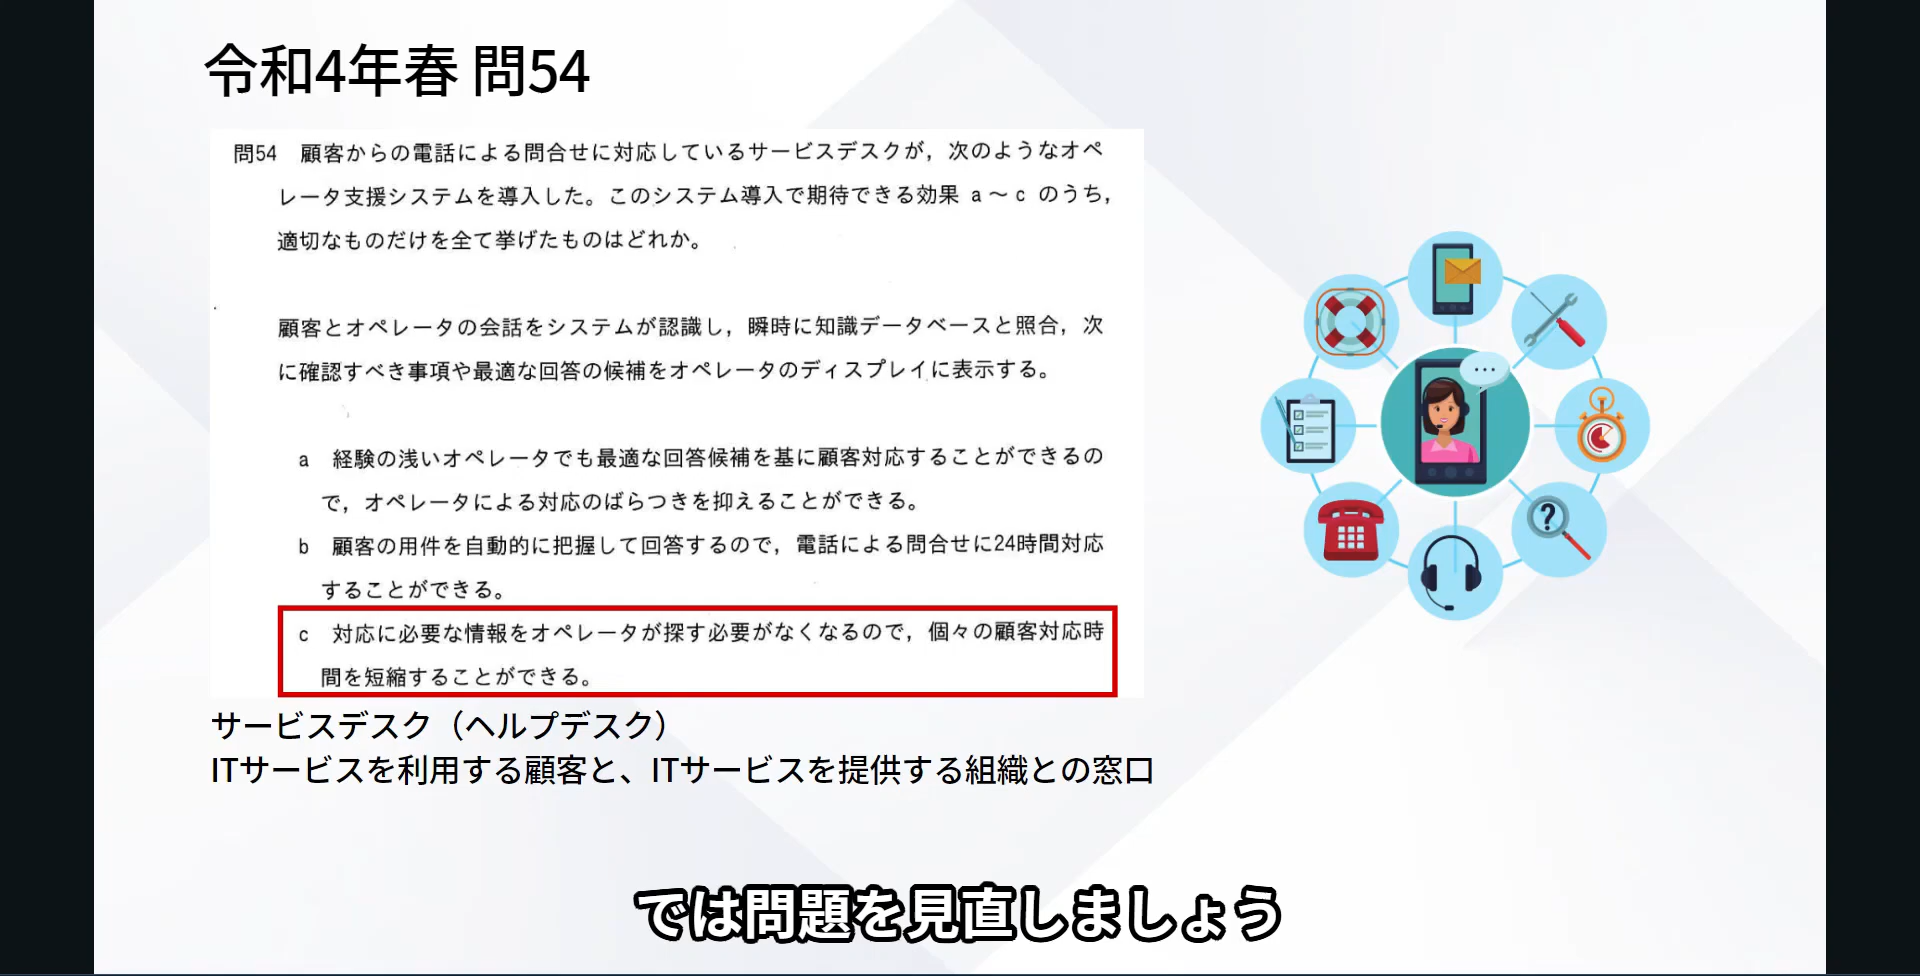 令和4年春 問54
問54　顧客からの電話による問合せに対応しているサービスデスクが，次のようなオペ
レータ支援システムを導入した。このシステム導入で期待できる効果 a～c のうち，
適切なものだけを全て挙げたものはどれか。
顧客とオペレータの会話をシステムが認識し，瞬時に知識データベースと照合，次
に確認すべき事項や最適な回答の候補をオペレータのディスプレイに表示する。
a　経験の浅いオペレータでも最適な回答候補を基に顧客対応することができるの
で，オペレータによる対応のばらつきを抑えることができる。
b　顧客の用件を自動的に把握して回答するので，電話による問合せに24時間対応
することができる。
c　対応に必要な情報をオペレータが探す必要がなくなるので，個々の顧客対応時
間を短縮することができる。
サービスデスク（ヘルプデスク）
ITサービスを利用する顧客と、ITサービスを提供する組織との窓口
では問題を見直しましょう